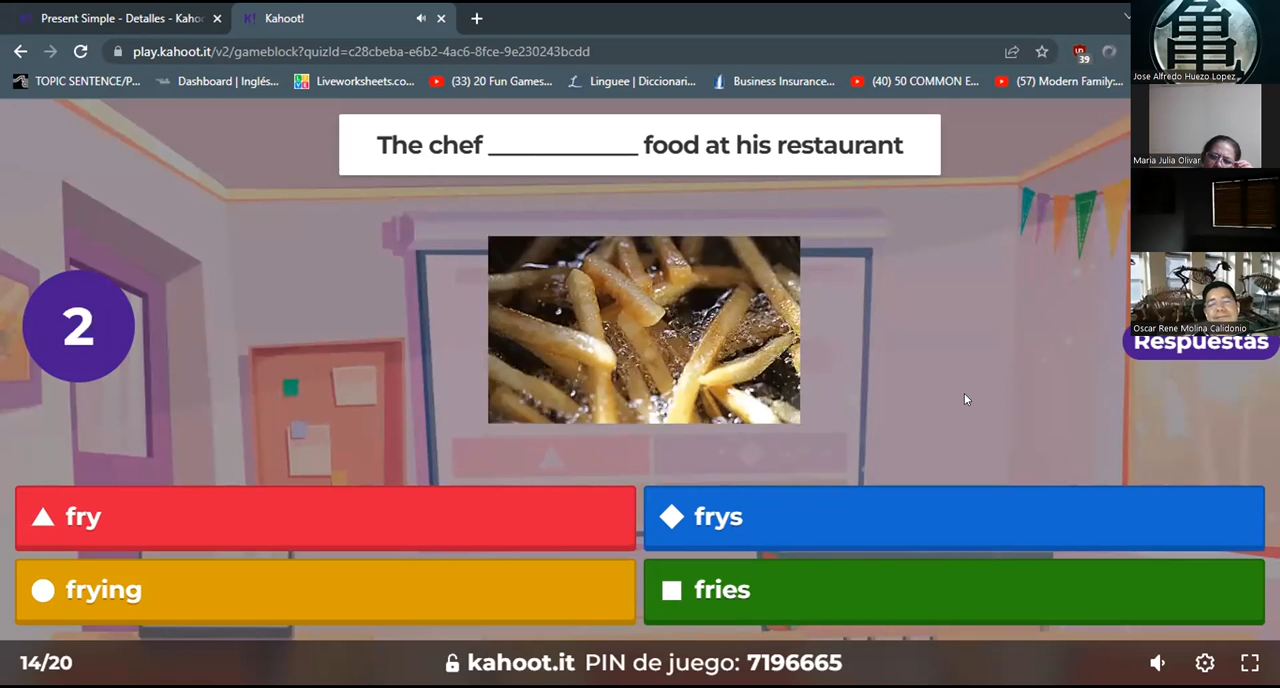 Present Simple - Detalles - Kahoo
Kahoot!
play.kahoot.it/v2/gameblock?quizId=c28cbeba-e6b2-4ac6-8fce-9e230243bcdd
39
TOPIC SENTENCE/P...
Dashboard | Inglés...
Liveworksheets.co...
(33) 20 Fun Games...
Linguee | Diccionari...
Business Insurance...
(40) 50 COMMON E...
(57) Modern Family:...
Jose Alfredo Huezo Lopez
Maria Julia Olivar
Oscar Rene Molina Calidonio
The chef ____________ food at his restaurant
2
Respuestas
fry
frys
frying
fries
14/20
kahoot.it PIN de juego: 7196665